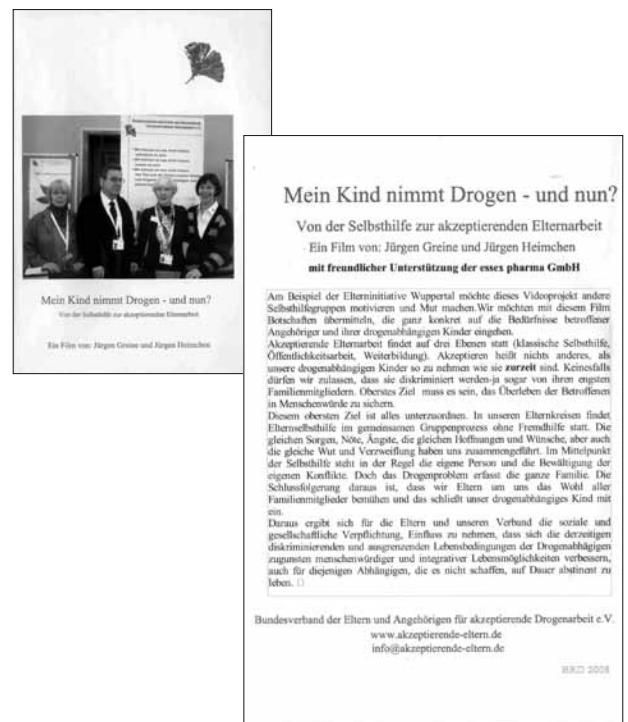 Mein Kind nimmt Drogen - und nun?
Von der Selbsthilfe zur akzeptierenden Elternarbeit
Ein Film von: Jürgen Greine und Jürgen Heimchen
Mein Kind nimmt Drogen - und nun?
Von der Selbsthilfe zur akzeptierenden Elternarbeit
Ein Film von: Jürgen Greine und Jürgen Heimchen
mit freundlicher Unterstützung der essex pharma GmbH
Am Beispiel der Elterninitiative Wuppertal möchte dieses Videoprojekt andere
Selbsthilfegruppen motivieren und Mut machen.Wir möchten mit diesem Film
Botschaften übermitteln, die ganz konkret auf die Bedürfnisse betroffener
Angehöriger und ihrer drogenabhängigen Kinder eingehen.
Akzeptierende Elternarbeit findet auf drei Ebenen statt (klassische Selbsthilfe,
Öffentlichkeitsarbeit, Weiterbildung). Akzeptieren heißt nichts anderes, als
unsere drogenabhängigen Kinder so zu nehmen wie sie zurzeit sind. Keinesfalls
dürfen wir zulassen, dass sie diskriminiert werden-ja sogar von ihren engsten
Familienmitgliedern. Oberstes Ziel muss es sein, das Überleben der Betroffenen
in Menschenwürde zu sichern.
Diesem obersten Ziel ist alles unterzuordnen. In unseren Elternkreisen findet
Elternselbsthilfe im gemeinsamen Gruppenprozess ohne Fremdhilfe statt. Die
gleichen Sorgen, Nöte, Ängste, die gleichen Hoffnungen und Wünsche, aber auch
die gleiche Wut und Verzweiflung haben uns zusammengeführt. Im Mittelpunkt
der Selbsthilfe steht in der Regel die eigene Person und die Bewältigung der
eigenen Konflikte. Doch das Drogenproblem erfasst die ganze Familie. Die
Schlussfolgerung daraus ist, dass wir Eltern um uns das Wohl aller
Familienmitglieder bemühen und das schließt unser drogenabhängiges Kind mit
ein.
Daraus ergibt sich für die Eltern und unseren Verband die soziale und
gesellschaftliche Verpflichtung, Einfluss zu nehmen, dass sich die derzeitigen
diskriminierenden und ausgrenzenden Lebensbedingungen der Drogenabhägigen
zugunsten menschenwürdiger und integrativer Lebensmöglichkeiten verbessern,
auch für diejenigen Abhängigen, die es nicht schaffen, auf Dauer abstinent zu
leben.
Bundesverband der Eltern und Angehörigen für akzeptierende Drogenarbeit e.V.
www.akzeptierende-eltern.de
info@akzeptierende-eltern.de
2008